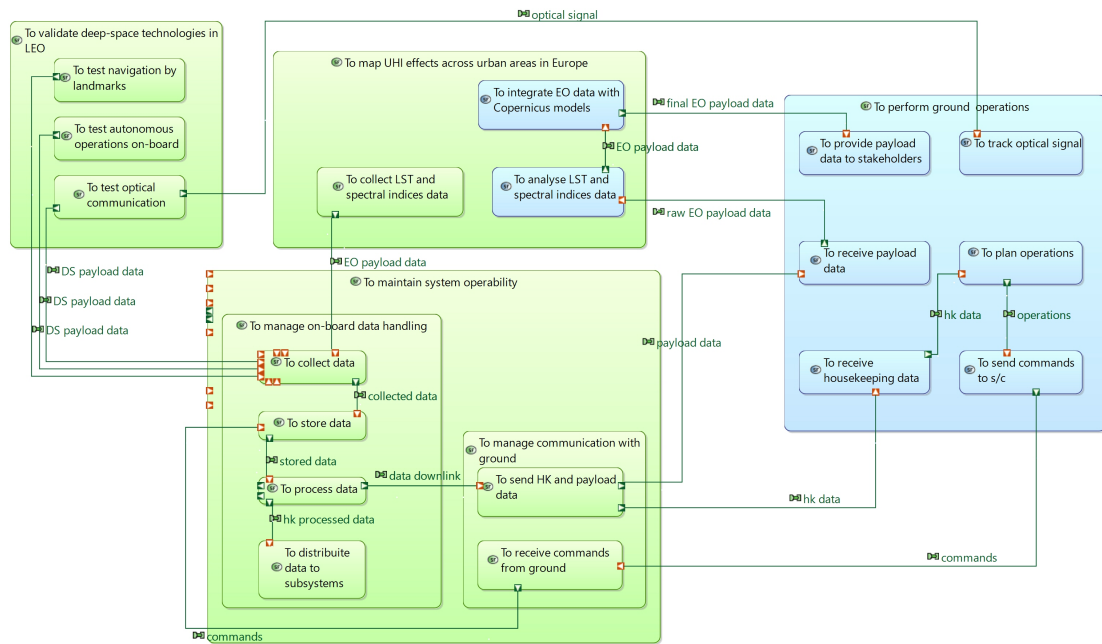 optical signal
To validate deep-space technologies in
LEO
To test navigation by
landmarks
To test autonomous
operations on-board
To test optical
communication
DS payload data
DS payload data
DS payload data
To map UHI effects across urban areas in Europe
To integrate EO data with
Copernicus models
EO payload data
To collect LST and
spectral indices data
To analyse LST and
spectral indices data
EO payload data
final EO payload data
raw EO payload data
To perform ground  operations
To provide payload
data to stakeholders
To track optical signal
To receive payload
data
To plan operations
hk data
operations
To receive
housekeeping data
To send commands
to s/c
To maintain system operability
payload data
To manage on-board data handling
To collect data
collected data
To store data
stored data
To process data
data downlink
hk processed data
To distribuite
data to
subsystems
To manage communication with
ground
To send HK and payload
data
hk data
To receive commands
from ground
commands
commands